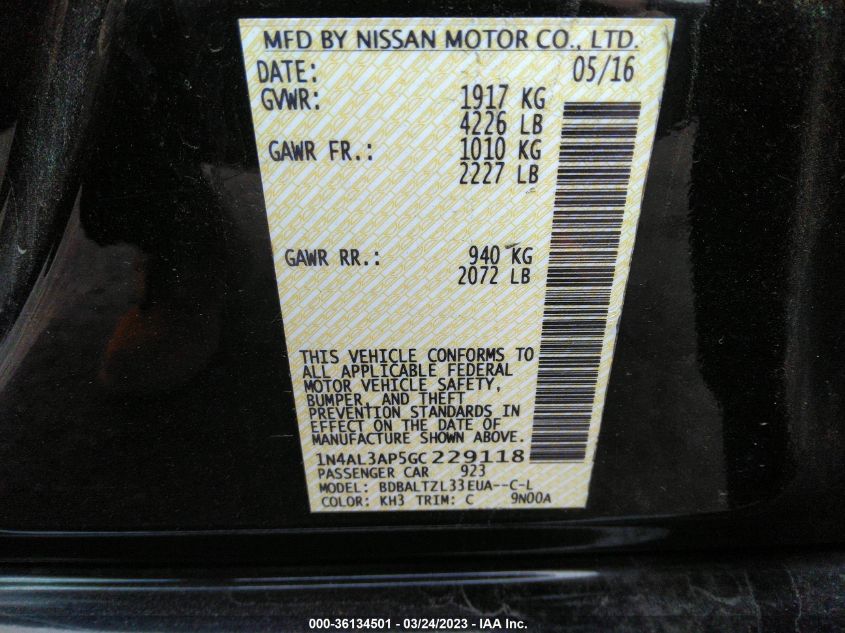 MFD BY NISSAN MOTOR CO., LTD.
DATE: 05/16
GVWR: 1917 KG
4226 LB
GAWR FR.: 1010 KG
2227 LB
GAWR RR.: 940 KG
2072 LB
THIS VEHICLE CONFORMS TO
ALL APPLICABLE FEDERAL
MOTOR VEHICLE SAFETY,
BUMPER, AND THEFT
PREVENTION STANDARDS IN
EFFECT ON THE DATE OF
MANUFACTURE SHOWN ABOVE.
1N4AL3AP5GC229118
PASSENGER CAR 923
MODEL: BDBALTZL33EUA--C-L
COLOR: KH3 TRIM: C 9N00A
000-36134501 — 03/24/2023 - IAA Inc.